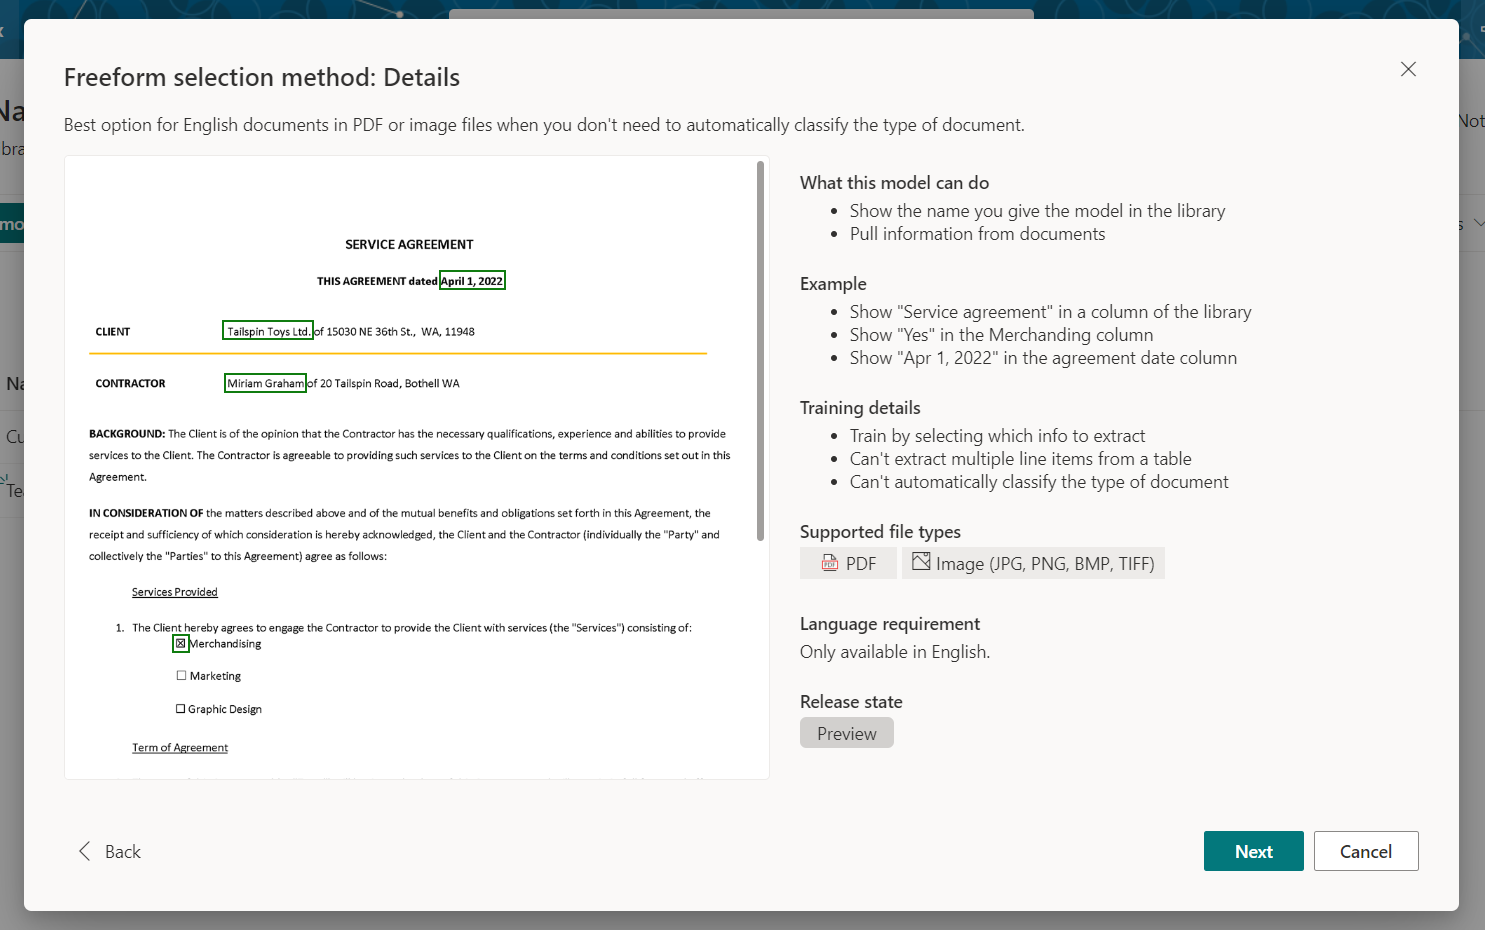 Freeform selection method: Details
Best option for English documents in PDF or image files when you don't need to automatically classify the type of document.
SERVICE AGREEMENT
THIS AGREEMENT dated April 1, 2022
CLIENT Tailspin Toys Ltd. of 15030 NE 36th St., WA, 11948
CONTRACTOR Miriam Graham of 20 Tailspin Road, Bothell WA
BACKGROUND: The Client is of the opinion that the Contractor has the necessary qualifications, experience and abilities to provide
services to the Client. The Contractor is agreeable to providing such services to the Client on the terms and conditions set out in this
Agreement.
IN CONSIDERATION OF the matters described above and of the mutual benefits and obligations set forth in this Agreement, the
receipt and sufficiency of which consideration is hereby acknowledged, the Client and the Contractor (individually the "Party" and
collectively the "Parties" to this Agreement) agree as follows:
Services Provided
1. The Client hereby agrees to engage the Contractor to provide the Client with services (the "Services") consisting of:
☒ Merchandising
☐ Marketing
☐ Graphic Design
Term of Agreement
What this model can do
• Show the name you give the model in the library
• Pull information from documents
Example
• Show "Service agreement" in a column of the library
• Show "Yes" in the Merchanding column
• Show "Apr 1, 2022" in the agreement date column
Training details
• Train by selecting which info to extract
• Can't extract multiple line items from a table
• Can't automatically classify the type of document
Supported file types
PDF
Image (JPG, PNG, BMP, TIFF)
Language requirement
Only available in English.
Release state
Preview
Back
Next
Cancel